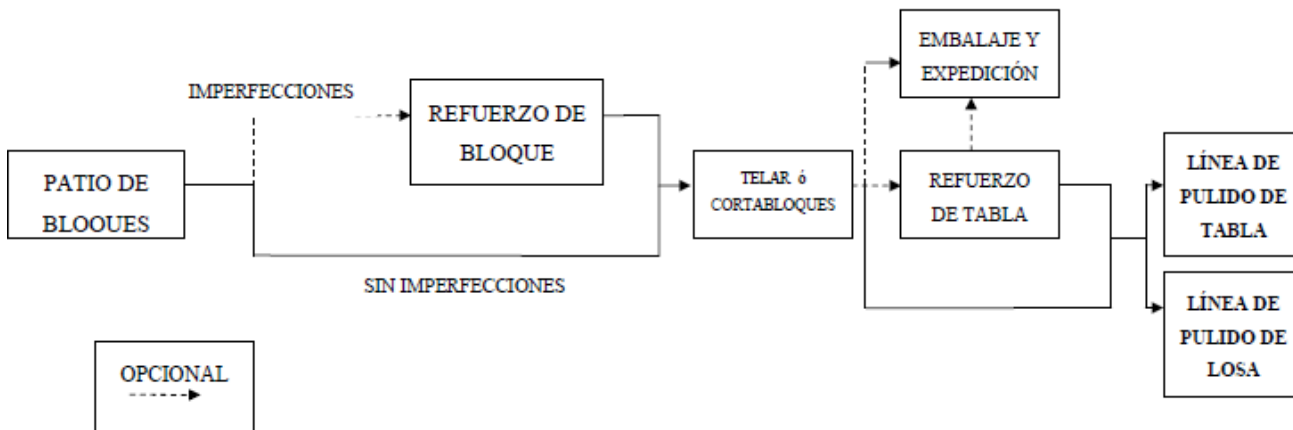 IMPERFECCIONES
PATIO DE
BLOQUES
REFUERZO DE
BLOQUE
SIN IMPERFECCIONES
TELAR ó
CORTABLOQUES
EMBALAJE Y
EXPEDICIÓN
REFUERZO
DE TABLA
LÍNEA DE
PULIDO DE
TABLA
LÍNEA DE
PULIDO DE
LOSA
OPCIONAL